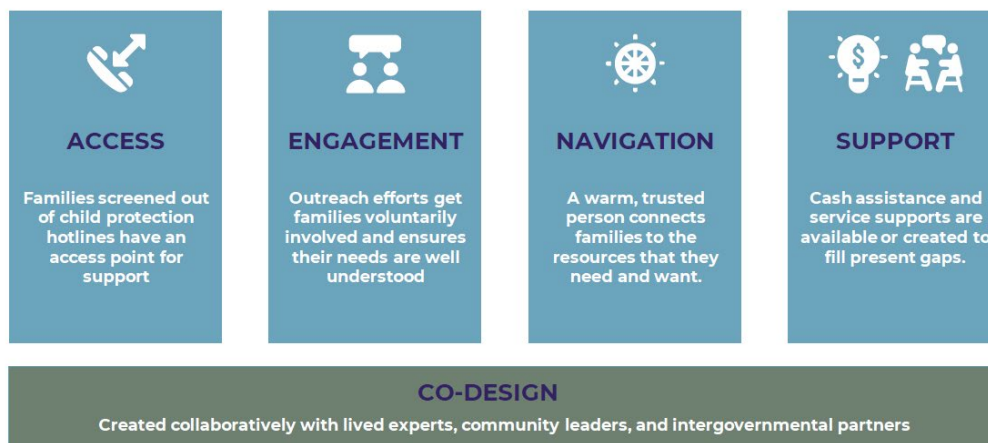 ACCESS
Families screened out
of child protection
hotlines have an
access point for
support
ENGAGEMENT
Outreach efforts get
families voluntarily
involved and ensures
their needs are well
understood
NAVIGATION
A warm, trusted
person connects
families to the
resources that they
need and want.
$
SUPPORT
Cash assistance and
service supports are
available or created to
fill present gaps.
CO-DESIGN
Created collaboratively with lived experts, community leaders, and intergovernmental partners